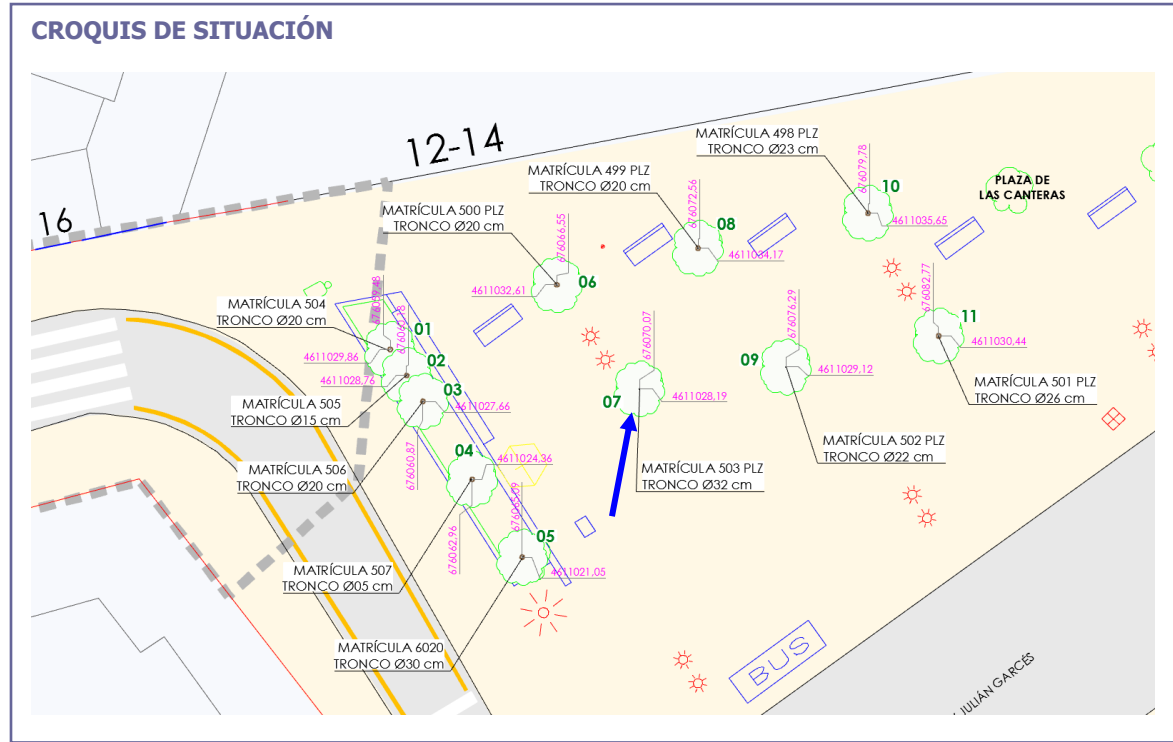 CROQUIS DE SITUACIÓN
12-14
16
MATRÍCULA 498 PLZ
TRONCO Ø23 cm
676079,78
10
4611035,65
PLAZA DE
LAS CANTERAS
MATRÍCULA 499 PLZ
TRONCO Ø20 cm
676072,56
08
4611034,17
MATRÍCULA 500 PLZ
TRONCO Ø20 cm
676066,55
06
4611032,61
MATRÍCULA 504
TRONCO Ø20 cm
676059,48
01
4611029,86
676060,18
02
4611028,76
MATRÍCULA 505
TRONCO Ø15 cm
03
4611027,66
676060,87
MATRÍCULA 506
TRONCO Ø20 cm
676070,07
07
4611028,19
MATRÍCULA 503 PLZ
TRONCO Ø32 cm
676076,29
09
4611029,12
MATRÍCULA 502 PLZ
TRONCO Ø22 cm
676082,77
11
4611030,44
MATRÍCULA 501 PLZ
TRONCO Ø26 cm
04
4611024,36
676062,96
MATRÍCULA 507
TRONCO Ø05 cm
05
4611021,05
MATRÍCULA 6020
TRONCO Ø30 cm
BUS
JULIÁN GARCÉS